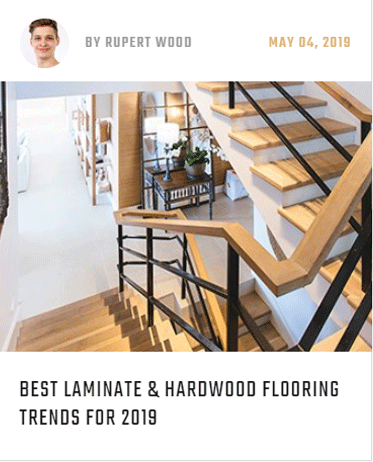 BY RUPERT WOOD MAY 04, 2019
BEST LAMINATE & HARDWOOD FLOORING
TRENDS FOR 2019